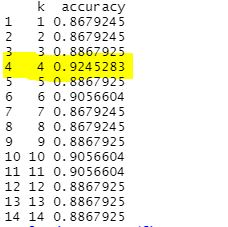 k accuracy
1 1 0.8679245
2 2 0.8679245
3 3 0.8867925
4 4 0.9245283
5 5 0.8867925
6 6 0.9056604
7 7 0.8679245
8 8 0.8679245
9 9 0.8867925
10 10 0.9056604
11 11 0.9056604
12 12 0.8867925
13 13 0.8867925
14 14 0.8867925